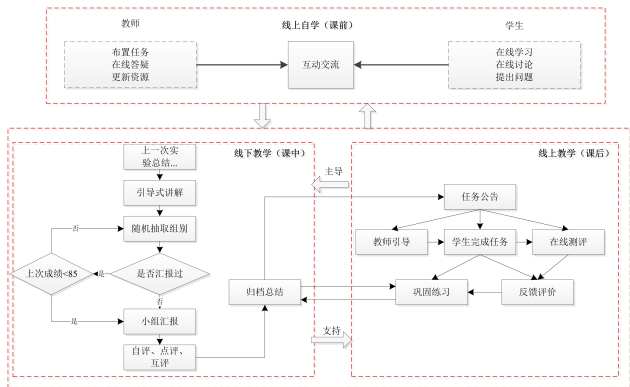 线上自学（课前）
教师
学生
布置任务
在线答疑
更新资源
互动交流
在线学习
在线讨论
提出问题
线下教学（课中）
上一次实
验总结...
引导式讲解
随机抽取组别
否
上次成绩<85
是
是否汇报过
否
是
小组汇报
自评、点评、
互评
归档总结
主导
支持
线上教学（课后）
任务公告
教师引导
学生完成任务
在线测评
巩固练习
反馈评价